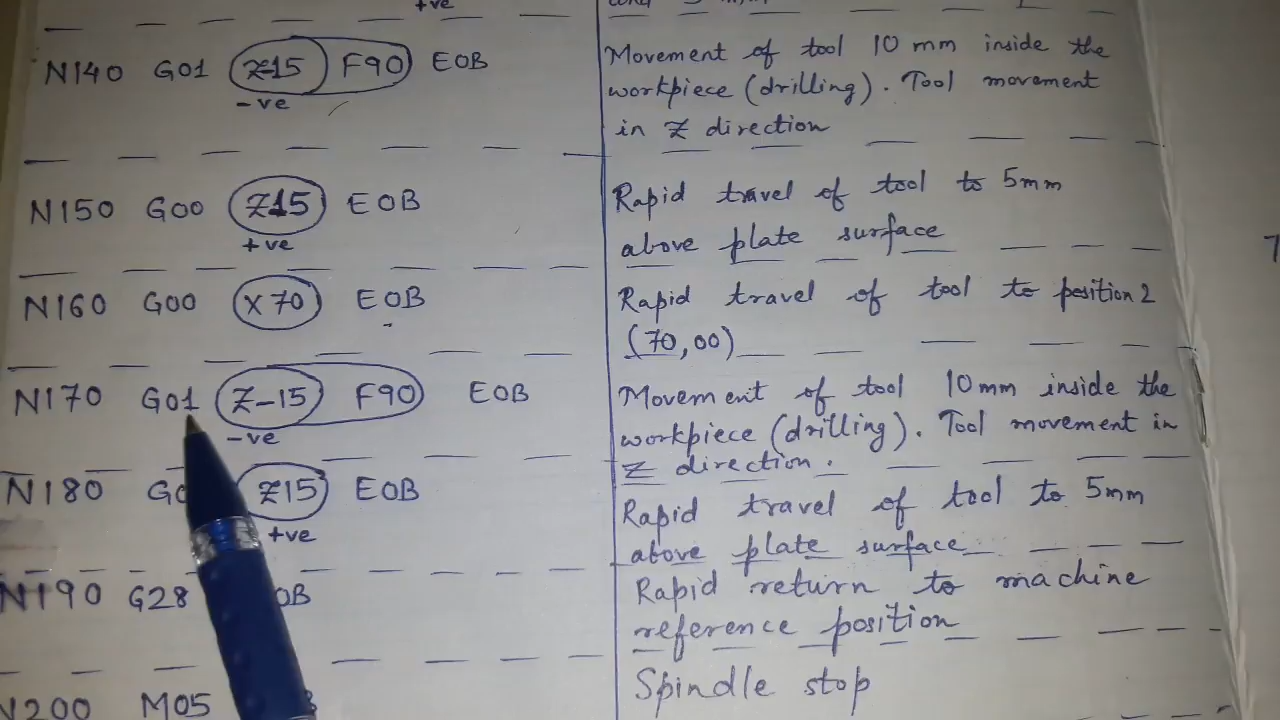 +ve
N140 G01 Z-15 F90 EOB
-ve
Movement of tool 10 mm inside the
workpiece (drilling). Tool movement
in Z direction
N150 G00 Z15 EOB
+ve
Rapid travel of tool to 5mm
above plate surface
N160 G00 X70 EOB
Rapid travel of tool to position 2
(70,00)
N170 G01 Z-15 F90 EOB
-ve
Movement of tool 10mm inside the
workpiece (drilling). Tool movement in
Z direction.
N180 Z15 EOB
+ve
Rapid travel of tool to 5mm
above plate surface
N190 G28
Rapid return to machine
reference position
N200 M05
Spindle stop